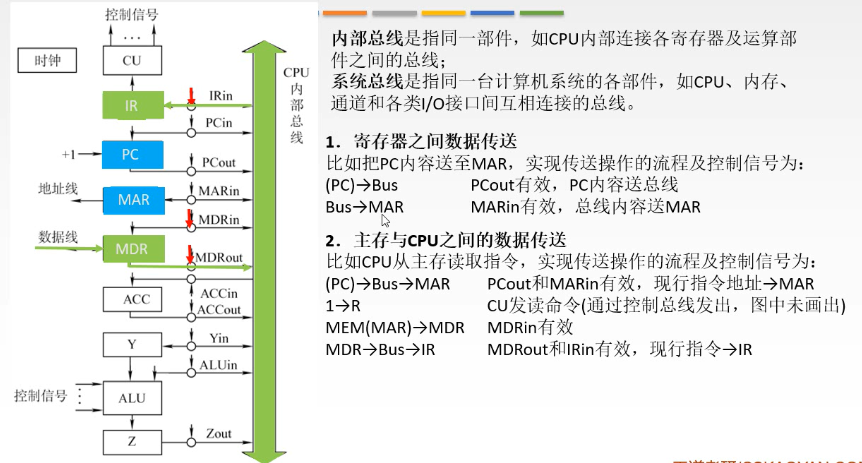 控制信号
···
时钟
CU
IR
IRin
PCin
+1
PC
PCout
地址线
MAR
MARin
MDRin
数据线
MDR
MDRout
ACC
ACCin
ACCout
Y
Yin
ALUin
控制信号
ALU
Z
Zout
CPU
内
部
总
线
内部总线是指同一部件，如CPU内部连接各寄存器及运算部
件之间的总线；
系统总线是指同一台计算机系统的各部件，如CPU、内存、
通道和各类I/O接口间互相连接的总线。
1．寄存器之间数据传送
比如把PC内容送至MAR，实现传送操作的流程及控制信号为：
(PC)→Bus PCout有效，PC内容送总线
Bus→MAR MARin有效，总线内容送MAR
2．主存与CPU之间的数据传送
比如CPU从主存读取指令，实现传送操作的流程及控制信号为：
(PC)→Bus→MAR PCout和MARin有效，现行指令地址→MAR
1→R CU发读命令(通过控制总线发出，图中未画出)
MEM(MAR)→MDR MDRin有效
MDR→Bus→IR MDRout和IRin有效，现行指令→IR